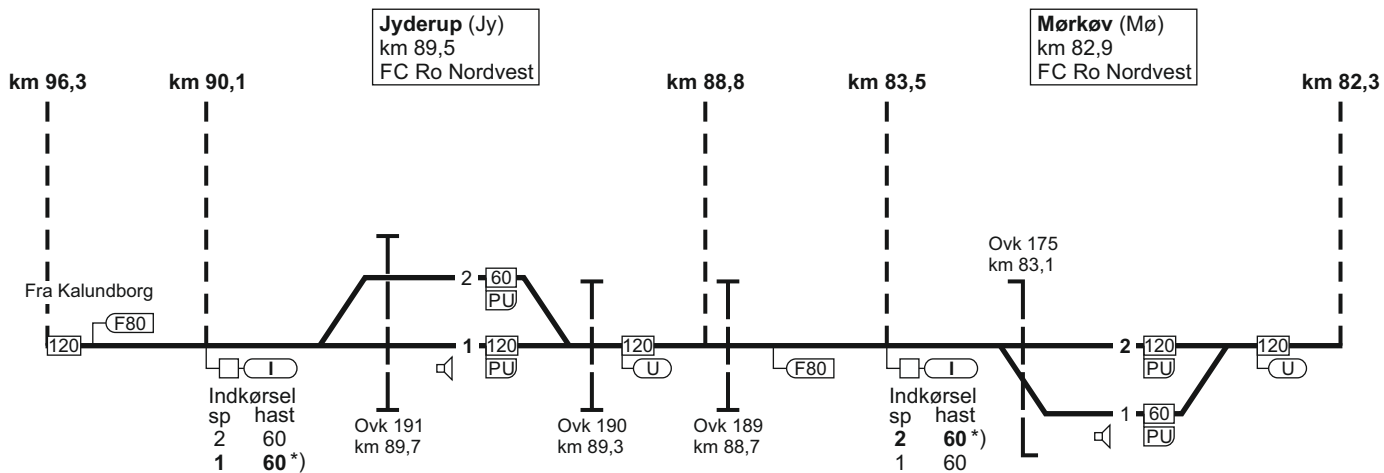 Jyderup (Jy)
km 89,5
FC Ro Nordvest
Mørkøv (Mø)
km 82,9
FC Ro Nordvest
km 96,3
km 90,1
km 88,8
km 83,5
km 82,3
Ovk 175
km 83,1
Fra Kalundborg
F80
2
60
PU
120
1
120
PU
120
U
F80
2
120
PU
120
U
I
I
1
60
PU
Indkørsel
sp hast
2 60
1 60 *)
Ovk 191
km 89,7
Ovk 190
km 89,3
Ovk 189
km 88,7
Indkørsel
sp hast
2 60 *)
1 60